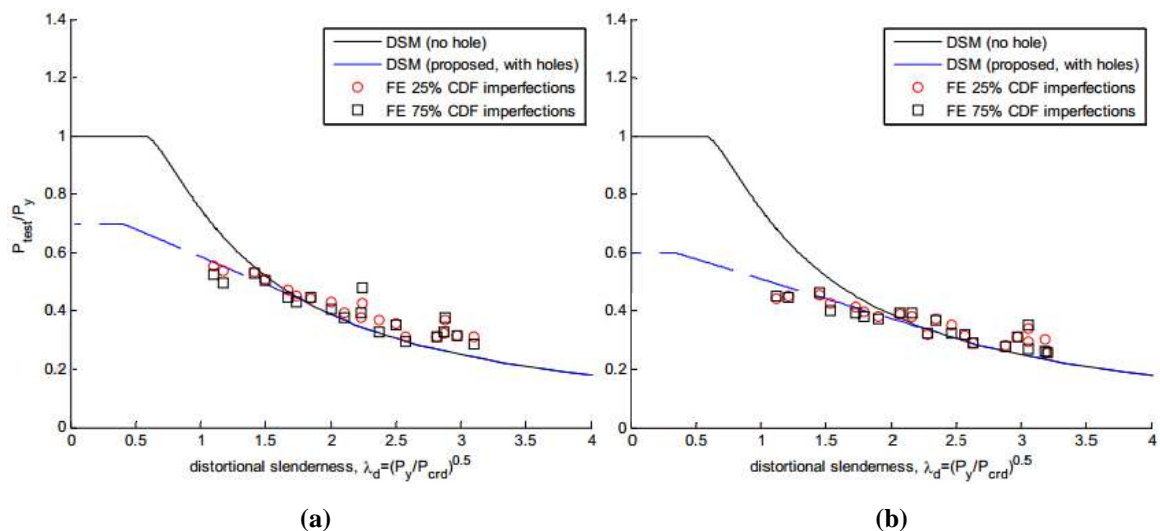 1.4
1.2
1
0.8
0.6
0.4
0.2
0
P_test/P_y
DSM (no hole)
DSM (proposed, with holes)
FE 25% CDF imperfections
FE 75% CDF imperfections
0 0.5 1 1.5 2 2.5 3 3.5 4
distortional slenderness, λ_d=(P_y/P_crd)^0.5
(a)
1.4
1.2
1
0.8
0.6
0.4
0.2
0
DSM (no hole)
DSM (proposed, with holes)
FE 25% CDF imperfections
FE 75% CDF imperfections
0 0.5 1 1.5 2 2.5 3 3.5 4
distortional slenderness, λ_d=(P_y/P_crd)^0.5
(b)